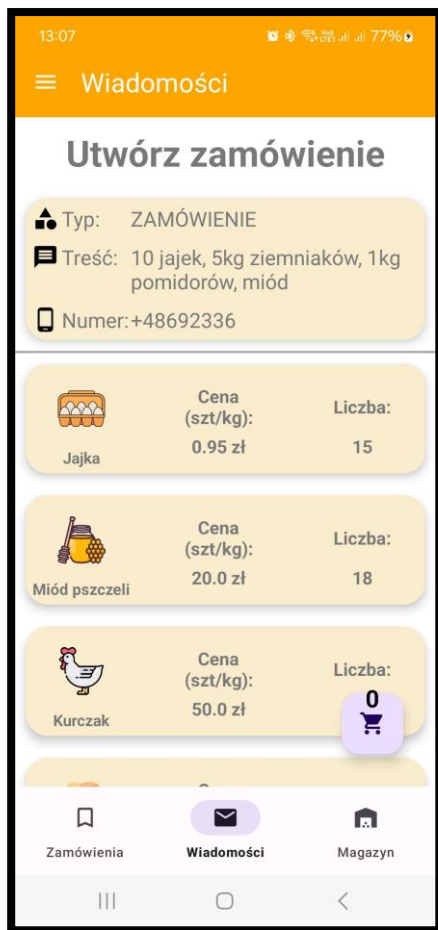 13:07
77%
Wiadomości
Utwórz zamówienie
Typ: ZAMÓWIENIE
Treść: 10 jajek, 5kg ziemniaków, 1kg
pomidorów, miód
Numer: +48692336
Cena
(szt/kg):
Liczba:
0.95 zł
15
Jajka
Cena
(szt/kg):
Liczba:
20.0 zł
18
Miód pszczeli
Cena
(szt/kg):
Liczba:
50.0 zł
0
Kurczak
Zamówienia
Wiadomości
Magazyn